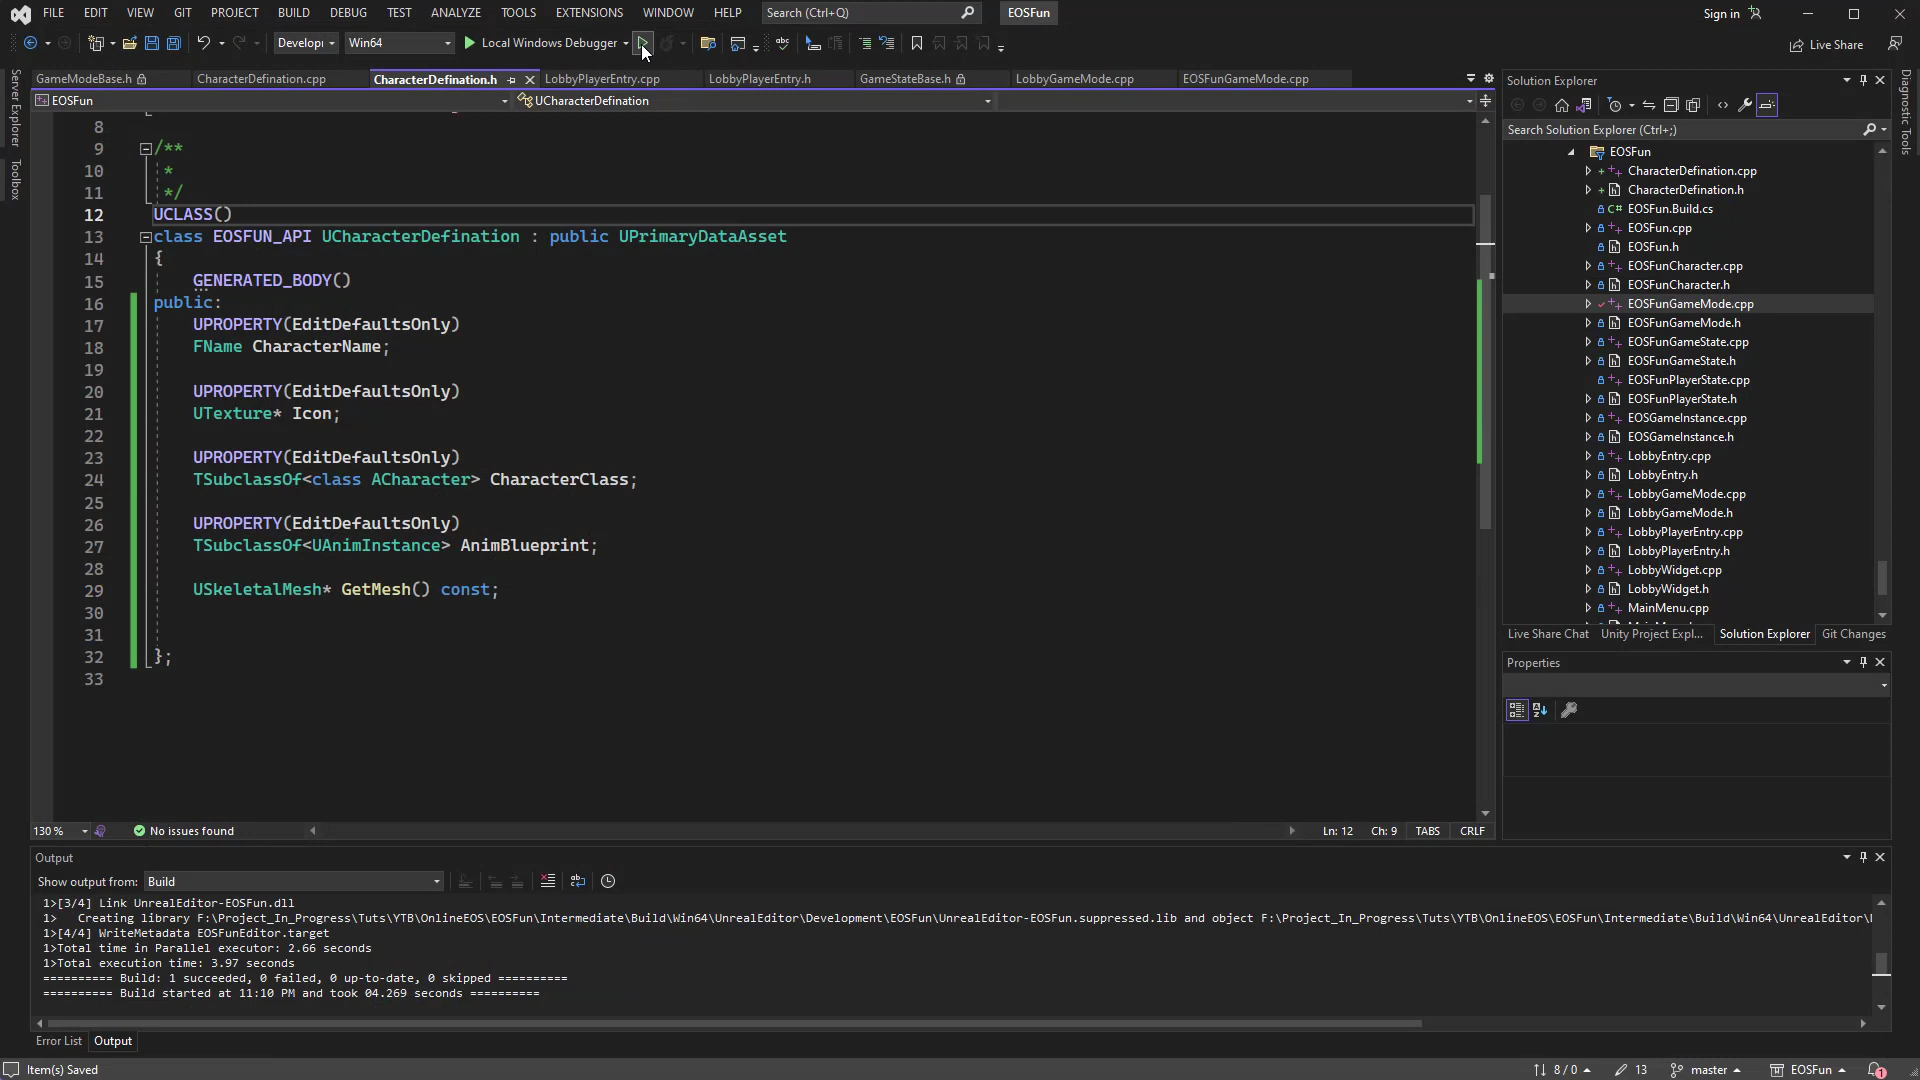 FILE EDIT VIEW GIT PROJECT BUILD DEBUG TEST ANALYZE TOOLS EXTENSIONS WINDOW HELP Search (Ctrl+Q) EOSFun Sign in
Develop Win64 Local Windows Debugger Live Share
Server Explorer
Toolbox
GameModeBase.h CharacterDefination.cpp CharacterDefination.h LobbyPlayerEntry.cpp LobbyPlayerEntry.h GameStateBase.h LobbyGameMode.cpp EOSFunGameMode.cpp
EOSFun UCharacterDefination
8
9 /**
10 *
11 */
12 UCLASS()
13 class EOSFUN_API UCharacterDefination : public UPrimaryDataAsset
14 {
15 GENERATED_BODY()
16 public:
17 UPROPERTY(EditDefaultsOnly)
18 FName CharacterName;
19
20 UPROPERTY(EditDefaultsOnly)
21 UTexture* Icon;
22
23 UPROPERTY(EditDefaultsOnly)
24 TSubclassOf<class ACharacter> CharacterClass;
25
26 UPROPERTY(EditDefaultsOnly)
27 TSubclassOf<UAnimInstance> AnimBlueprint;
28
29 USkeletalMesh* GetMesh() const;
30
31
32 };
33
130 % No issues found Ln: 12 Ch: 9 TABS CRLF
Output
Show output from: Build
1>[3/4] Link UnrealEditor-EOSFun.dll
1> Creating library F:\Project_In_Progress\Tuts\YTB\OnlineEOS\EOSFun\Intermediate\Build\Win64\UnrealEditor\Development\EOSFun\UnrealEditor-EOSFun.suppressed.lib and object F:\Project_In_Progress\Tuts\YTB\OnlineEOS\EOSFun\Intermediate\Build\Win64\UnrealEditor\
1>[4/4] WriteMetadata EOSFunEditor.target
1>Total time in Parallel executor: 2.66 seconds
1>Total execution time: 3.97 seconds
========== Build: 1 succeeded, 0 failed, 0 up-to-date, 0 skipped ==========
========== Build started at 11:10 PM and took 04.269 seconds ==========
Error List Output
Solution Explorer
Search Solution Explorer (Ctrl+;)
EOSFun
CharacterDefination.cpp
CharacterDefination.h
C# EOSFun.Build.cs
EOSFun.cpp
EOSFun.h
EOSFunCharacter.cpp
EOSFunCharacter.h
EOSFunGameMode.cpp
EOSFunGameMode.h
EOSFunGameState.cpp
EOSFunGameState.h
EOSFunPlayerState.cpp
EOSFunPlayerState.h
EOSGameInstance.cpp
EOSGameInstance.h
LobbyEntry.cpp
LobbyEntry.h
LobbyGameMode.cpp
LobbyGameMode.h
LobbyPlayerEntry.cpp
LobbyPlayerEntry.h
LobbyWidget.cpp
LobbyWidget.h
MainMenu.cpp
Live Share Chat Unity Project Expl... Solution Explorer Git Changes
Properties
Diagnostic Tools
Item(s) Saved 8 / 0 13 master EOSFun 1